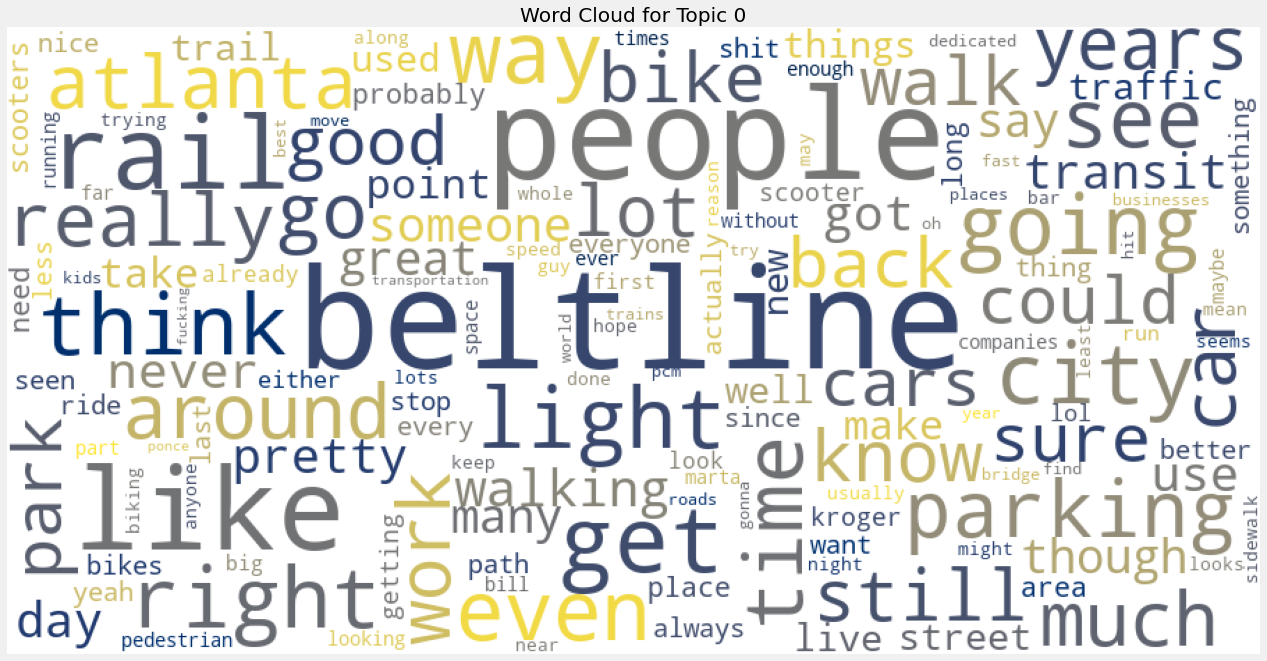 Word Cloud for Topic 0
nice
trail
along
used
way
times
shit
things
dedicated
years
scooters
atlanta
probably
bike
enough
walk
traffic
trying
move
running
rail
best
good
people
may
long
say
see
something
far
point
whole
scooter
fast
transit
really
go
someone
lot
reason
without
got
oh
places
bar
businesses
going
hit
less
kids
take
already
great
transportation
speed
everyone
guy
ever
first
try
actually
new
back
thing
maybe
need
think
fucking
beltline
space
world
trains
hope
could
mean
companies
least
run
seems
car
seen
never
either
lots
done
pcm
well
cars
city
ride
around
stop
light
since
make
year
lol
sure
better
part
ponce
last
pretty
every
keep
look
marta
time
know
bridge
find
use
park
like
biking
anyone
work
walking
roads
gonna
usually
parking
many
get
kroger
sidewalk
bikes
big
getting
path
want
might
though
looks
yeah
right
bill
place
night
still
area
day
pedestrian
looking
even
near
always
live
street
much